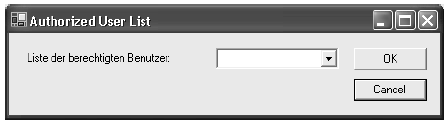 Authorized User List
Liste der berechtigten Benutzer:
OK
Cancel